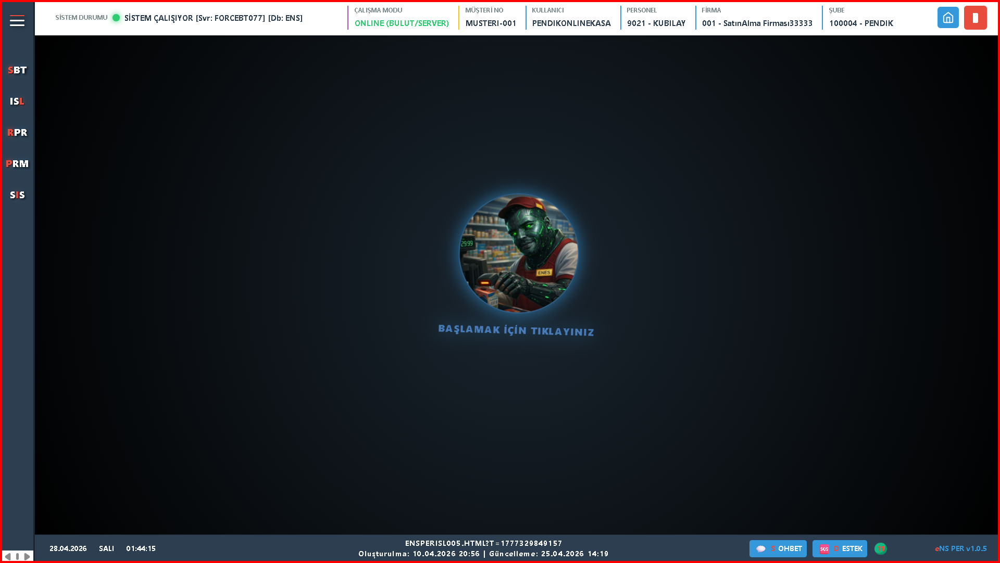 SİSTEM DURUMU SİSTEM ÇALIŞIYOR [Svr: FORCEBT077] [Db: ENS]
ÇALIŞMA MODU
ONLINE (BULUT/SERVER)
MÜŞTERİ NO
MUSTERI-001
KULLANICI
PENDIKONLINEKASA
PERSONEL
9021 - KUBILAY
FİRMA
001 - SatınAlma Firması33333
ŞUBE
100004 - PENDIK
SBT
ISL
RPR
PRM
SIS
29.99
ENES
BAŞLAMAK İÇİN TIKLAYINIZ
28.04.2026 SALI 01:44:15
ENSPERISL005.HTML?T=1777329849157
Oluşturulma: 10.04.2026 20:56 | Güncelleme: 25.04.2026 14:19
SOHBET
SOS DESTEK
eNS PER v1.0.5